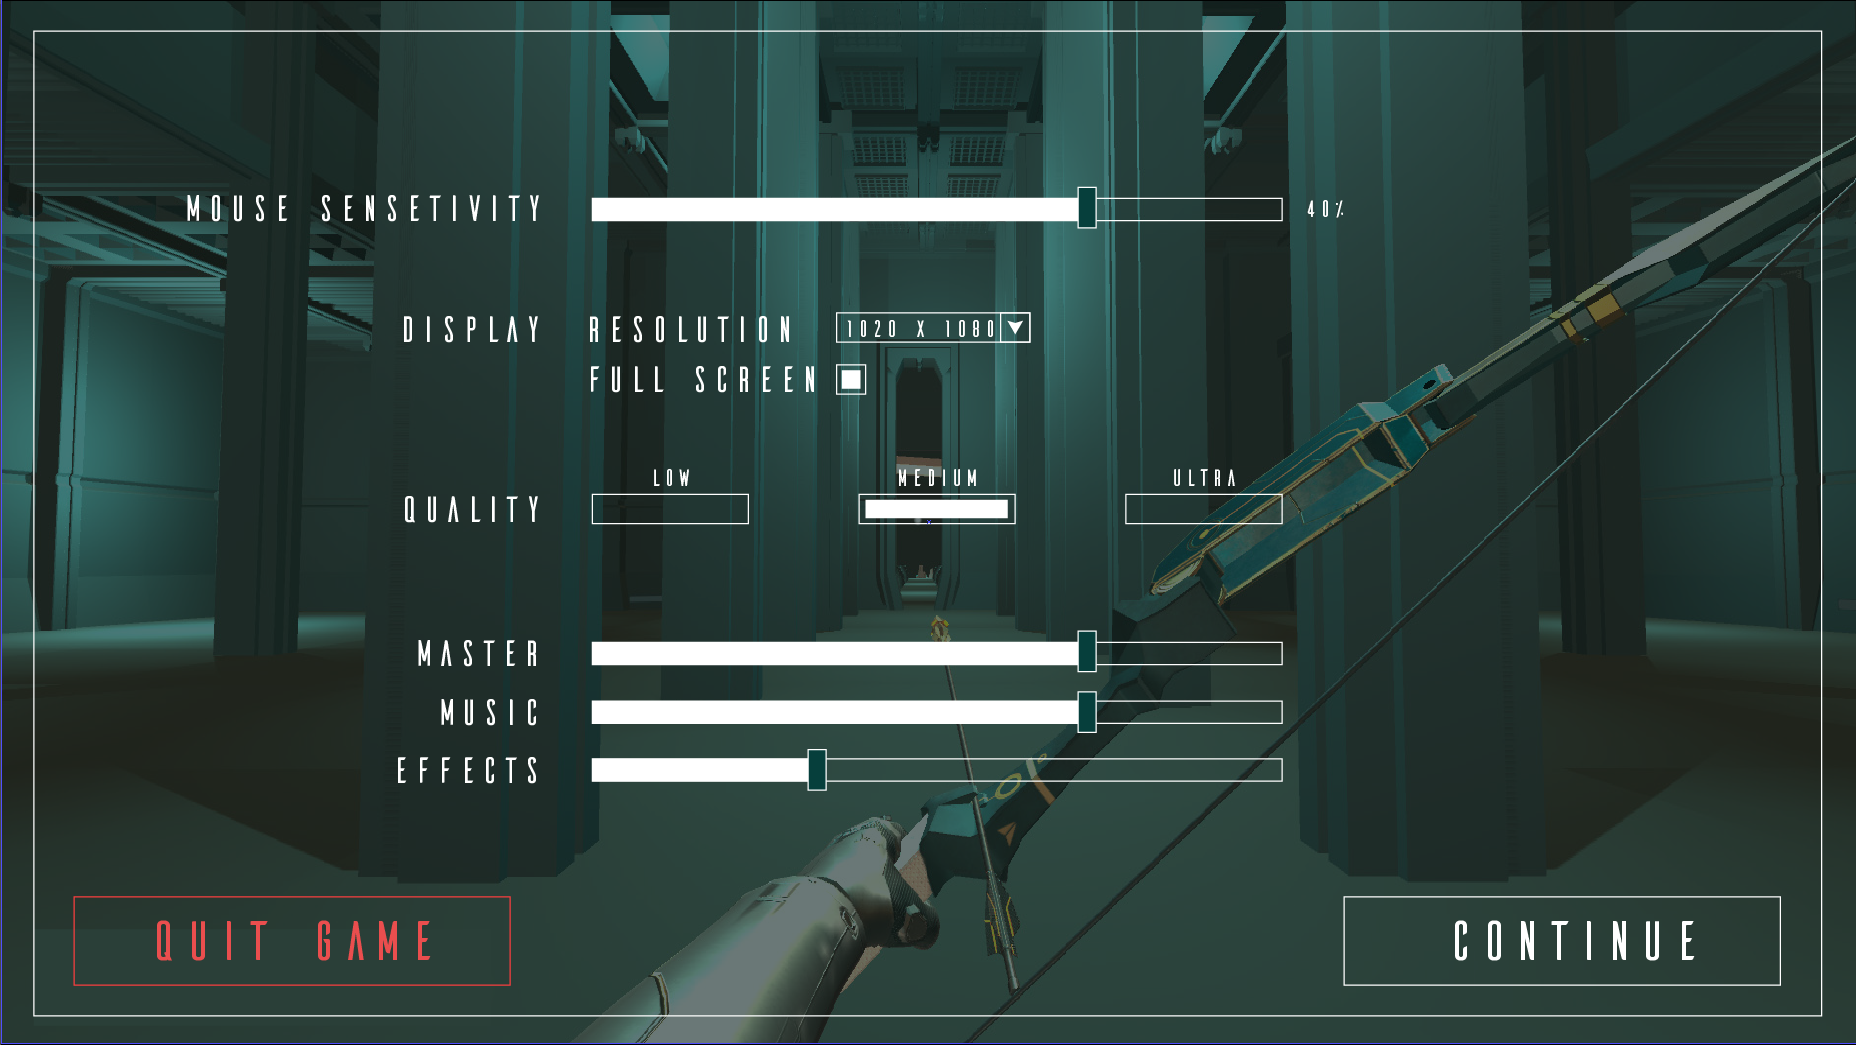 MOUSE SENSETIVITY 40%
DISPLAY RESOLUTION 1020 X 1080
FULL SCREEN
LOW MEDIUM ULTRA
QUALITY
MASTER
MUSIC
EFFECTS
QUIT GAME CONTINUE